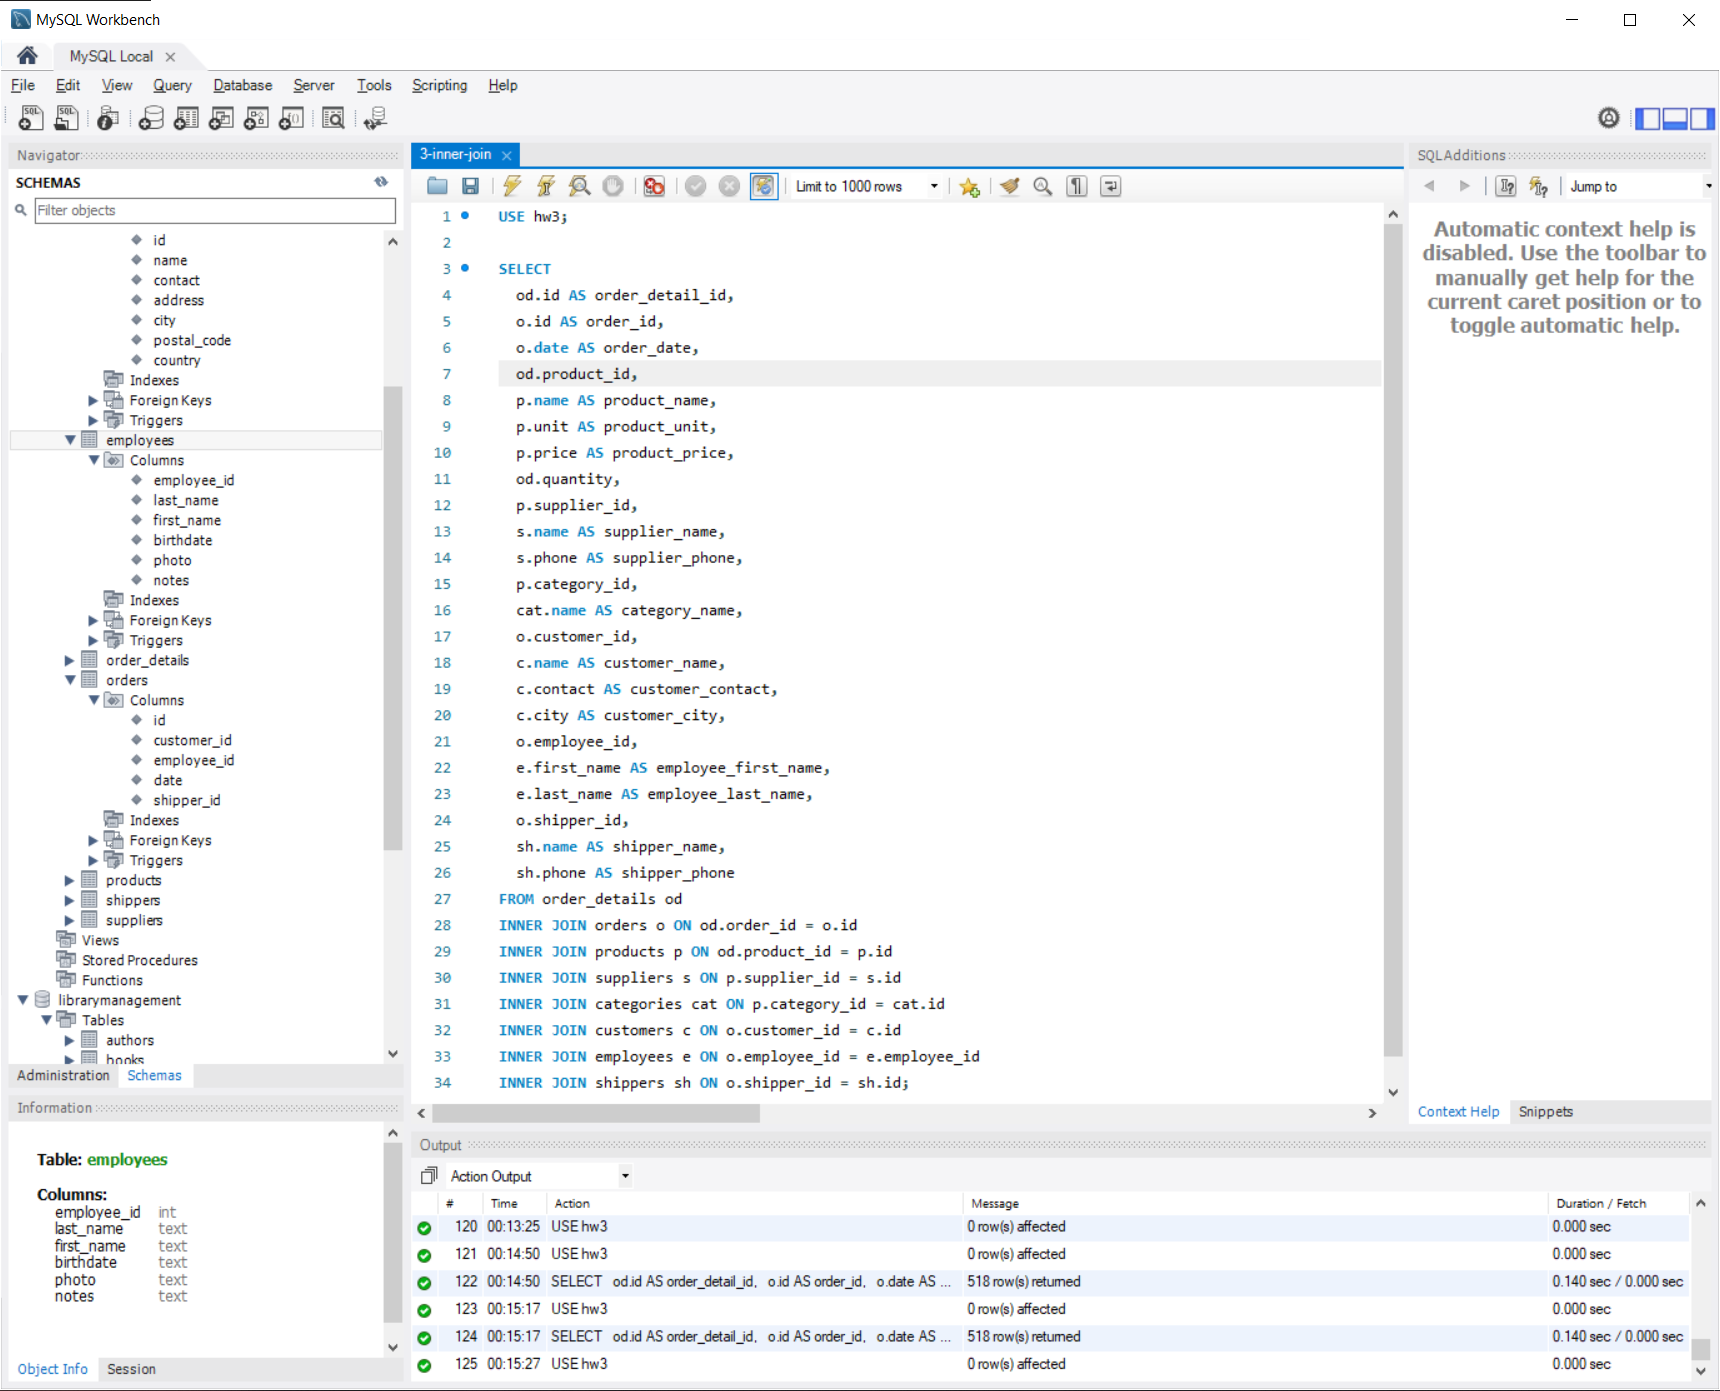 MySQL Workbench
MySQL Local
File Edit View Query Database Server Tools Scripting Help
Navigator
SCHEMAS
Filter objects
id
name
contact
address
city
postal_code
country
Indexes
Foreign Keys
Triggers
employees
Columns
employee_id
last_name
first_name
birthdate
photo
notes
Indexes
Foreign Keys
Triggers
order_details
orders
Columns
id
customer_id
employee_id
date
shipper_id
Indexes
Foreign Keys
Triggers
products
shippers
suppliers
Views
Stored Procedures
Functions
librarymanagement
Tables
authors
books
Administration Schemas
Information
Table: employees
Columns:
employee_id int
last_name text
first_name text
birthdate text
photo text
notes text
Object Info Session
3-inner-join
Limit to 1000 rows
1 USE hw3;
2
3 SELECT
4 od.id AS order_detail_id,
5 o.id AS order_id,
6 o.date AS order_date,
7 od.product_id,
8 p.name AS product_name,
9 p.unit AS product_unit,
10 p.price AS product_price,
11 od.quantity,
12 p.supplier_id,
13 s.name AS supplier_name,
14 s.phone AS supplier_phone,
15 p.category_id,
16 cat.name AS category_name,
17 o.customer_id,
18 c.name AS customer_name,
19 c.contact AS customer_contact,
20 c.city AS customer_city,
21 o.employee_id,
22 e.first_name AS employee_first_name,
23 e.last_name AS employee_last_name,
24 o.shipper_id,
25 sh.name AS shipper_name,
26 sh.phone AS shipper_phone
27 FROM order_details od
28 INNER JOIN orders o ON od.order_id = o.id
29 INNER JOIN products p ON od.product_id = p.id
30 INNER JOIN suppliers s ON p.supplier_id = s.id
31 INNER JOIN categories cat ON p.category_id = cat.id
32 INNER JOIN customers c ON o.customer_id = c.id
33 INNER JOIN employees e ON o.employee_id = e.employee_id
34 INNER JOIN shippers sh ON o.shipper_id = sh.id;
SQLAdditions
Jump to
Automatic context help is
disabled. Use the toolbar to
manually get help for the
current caret position or to
toggle automatic help.
Context Help Snippets
Output
Action Output
# Time Action Message Duration / Fetch
120 00:13:25 USE hw3 0 row(s) affected 0.000 sec
121 00:14:50 USE hw3 0 row(s) affected 0.000 sec
122 00:14:50 SELECT od.id AS order_detail_id, o.id AS order_id, o.date AS ... 518 row(s) returned 0.140 sec / 0.000 sec
123 00:15:17 USE hw3 0 row(s) affected 0.000 sec
124 00:15:17 SELECT od.id AS order_detail_id, o.id AS order_id, o.date AS ... 518 row(s) returned 0.140 sec / 0.000 sec
125 00:15:27 USE hw3 0 row(s) affected 0.000 sec